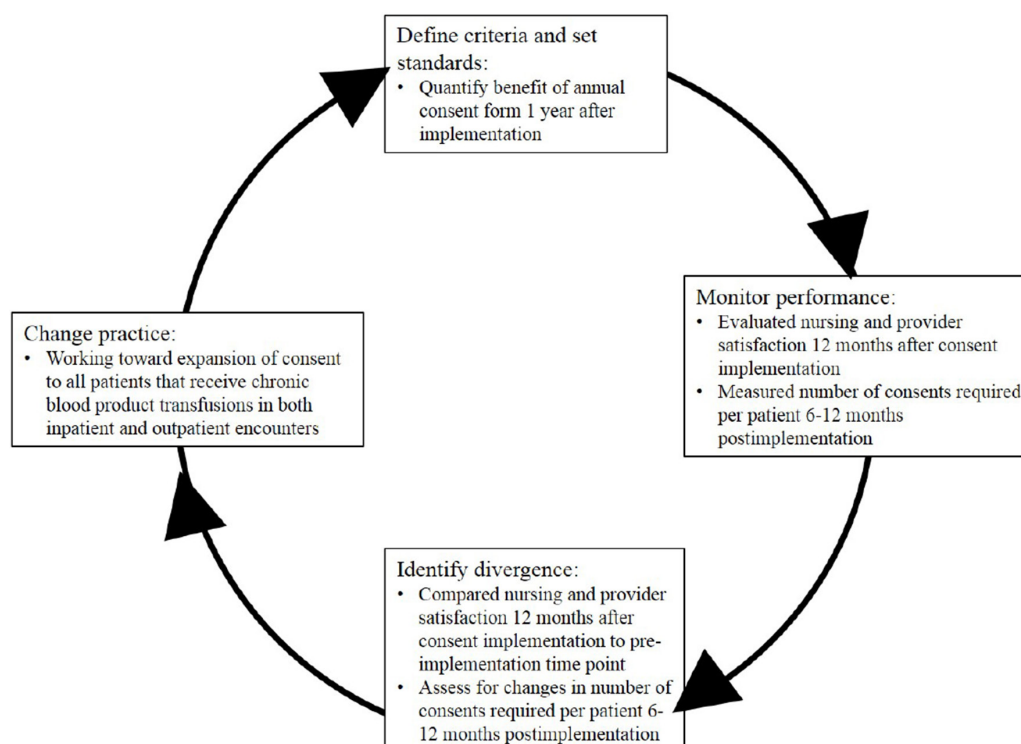 Define criteria and set
standards:
• Quantify benefit of annual
consent form 1 year after
implementation
Monitor performance:
• Evaluated nursing and provider
satisfaction 12 months after consent
implementation
• Measured number of consents required
per patient 6-12 months
postimplementation
Identify divergence:
• Compared nursing and provider
satisfaction 12 months after
consent implementation to pre-
implementation time point
• Assess for changes in number of
consents required per patient 6-
12 months postimplementation
Change practice:
• Working toward expansion of consent
to all patients that receive chronic
blood product transfusions in both
inpatient and outpatient encounters